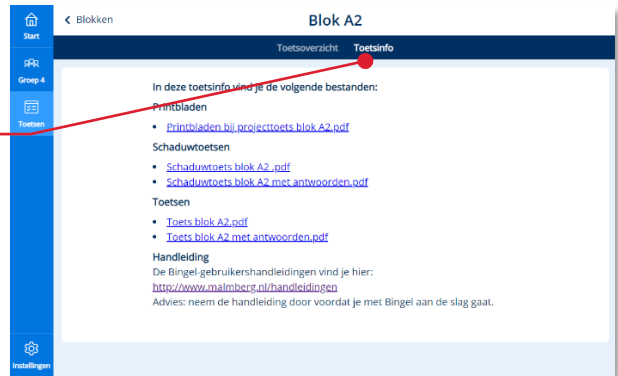 Start
Groep 4
Toetsen
Instellingen
Blokken
Blok A2
Toetsoverzicht Toetsinfo
In deze toetsinfo vind je de volgende bestanden:
Printbladen
Printbladen bij projecttoets blok A2.pdf
Schaduwtoetsen
Schaduwtoets blok A2 .pdf
Schaduwtoets blok A2 met antwoorden.pdf
Toetsen
Toets blok A2.pdf
Toets blok A2 met antwoorden.pdf
Handleiding
De Bingel-gebruikershandleidingen vind je hier:
http://www.malmberg.nl/handleidingen
Advies: neem de handleiding door voordat je met Bingel aan de slag gaat.